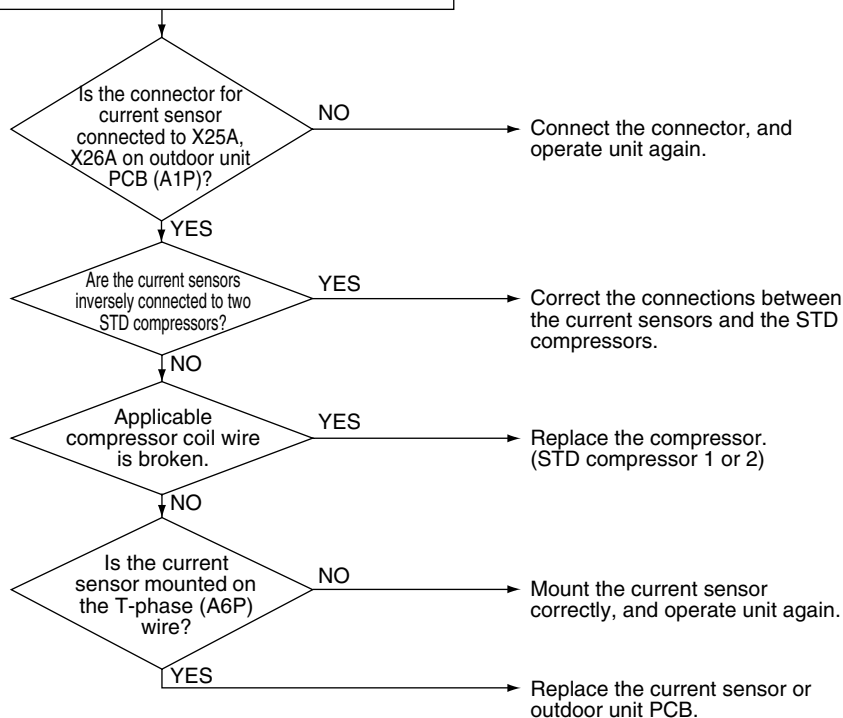 Is the connector for
current sensor
connected to X25A,
X26A on outdoor unit
PCB (A1P)?
NO
Connect the connector, and
operate unit again.
YES
Are the current sensors
inversely connected to two
STD compressors?
YES
Correct the connections between
the current sensors and the STD
compressors.
NO
Applicable
compressor coil wire
is broken.
YES
Replace the compressor.
(STD compressor 1 or 2)
NO
Is the current
sensor mounted on
the T-phase (A6P)
wire?
NO
Mount the current sensor
correctly, and operate unit again.
YES
Replace the current sensor or
outdoor unit PCB.